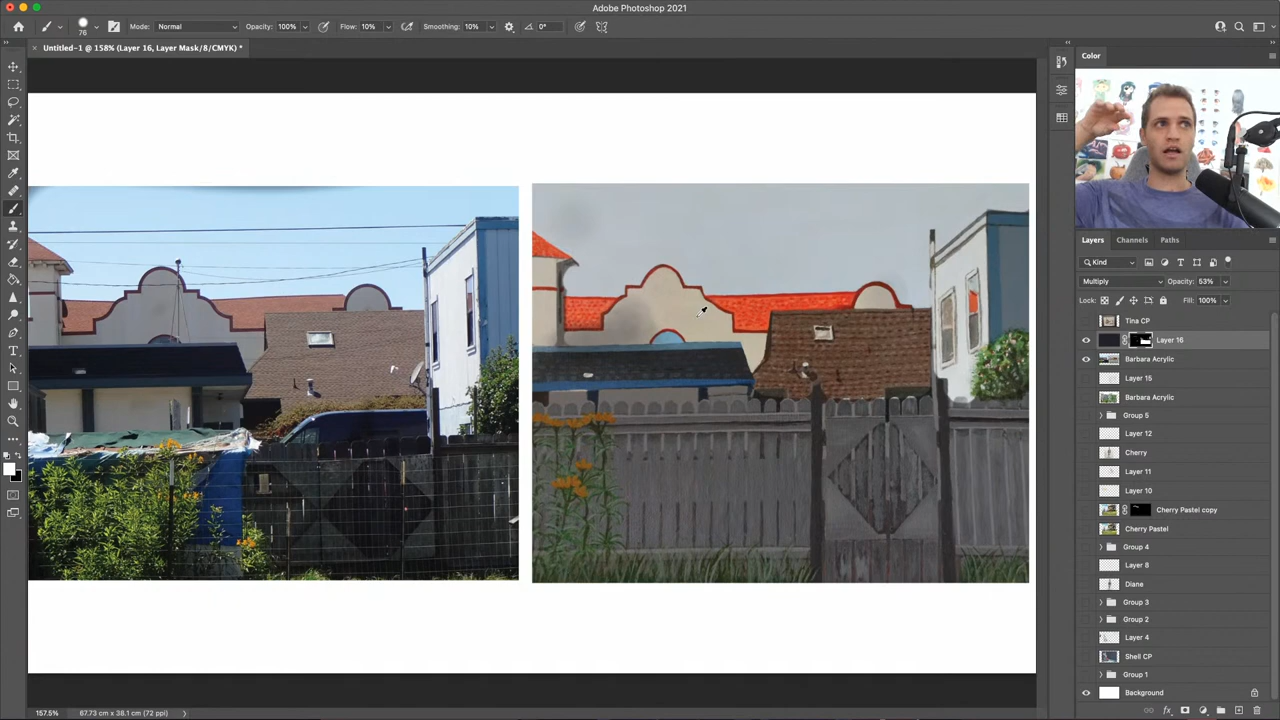 Adobe Photoshop 2021
Mode: Normal Opacity: 100% Flow: 10% Smoothing: 10% 0°
76
Untitled-1 @ 158% (Layer 16, Layer Mask/8/CMYK) *
Color
Layers Channels Paths
Kind
Multiply Opacity: 53%
Lock: Fill: 100%
Tina CP
Layer 16
Barbara Acrylic
Layer 15
Barbara Acrylic
Group 5
Layer 12
Cherry
Layer 11
Layer 10
Cherry Pastel copy
Cherry Pastel
Group 4
Layer 8
Diane
Group 3
Group 2
Layer 4
Shell CP
Group 1
Background
157.5% 67.73 cm x 38.1 cm (72 ppi)